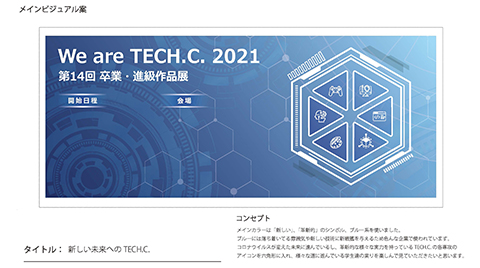 メインビジュアル案
We are TECH.C. 2021
第14回 卒業・進級作品展
開始日程 会場
コンセプト
メインカラーは「新しい」、「革新的」のシンボル、ブルー系を使いました。
ブルーには落ち着いてる雰囲気や新しい技術に新鮮進を与えるため色んな企業で使われています。
コロナウイルスが変えた未来に進んでいるし、革新的な様々な実力を持っている TECH.C.の各専攻の
アイコンを六角形に入れ、様々な道に進んでいる学生達の実りを楽しんで見ていただきたいと思います。
タイトル： 新しい未来への TECH.C.